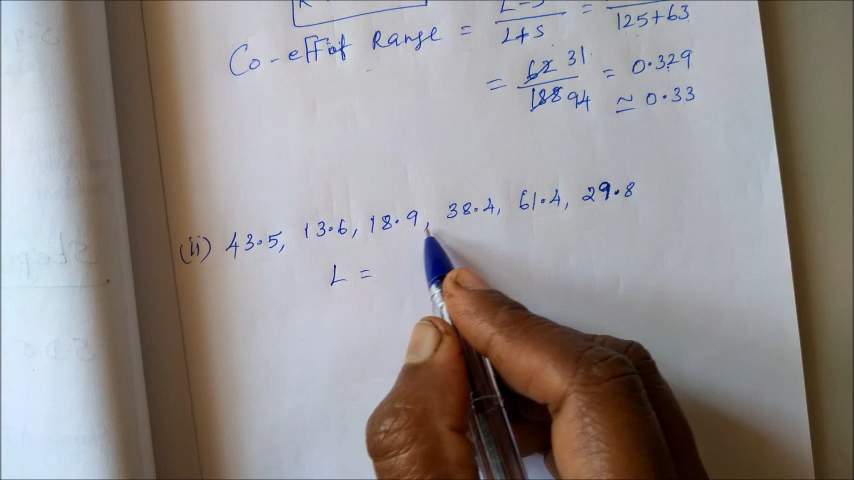 R
L-S
Co-eff of Range = L-S / L+S = / 125+63
= 62 31 / 188 94 = 0.329
≃ 0.33
(ii) 43.5, 13.6, 18.9, 38.4, 61.4, 29.8
L =